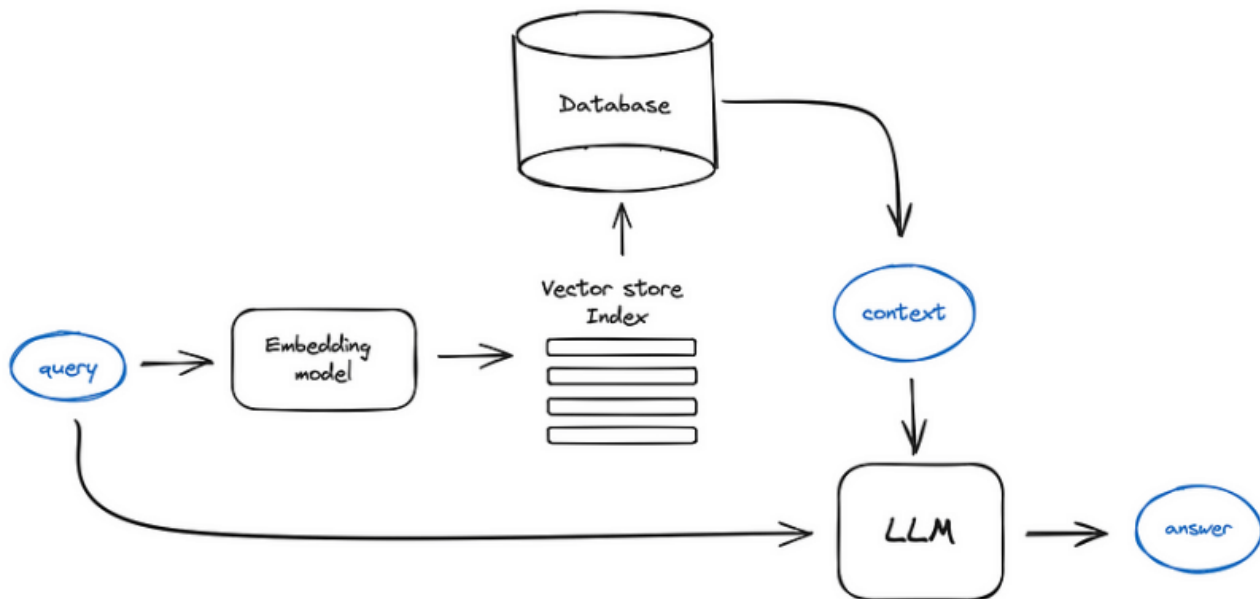 Database
Vector store
Index
context
query
Embedding
model
LLM
answer